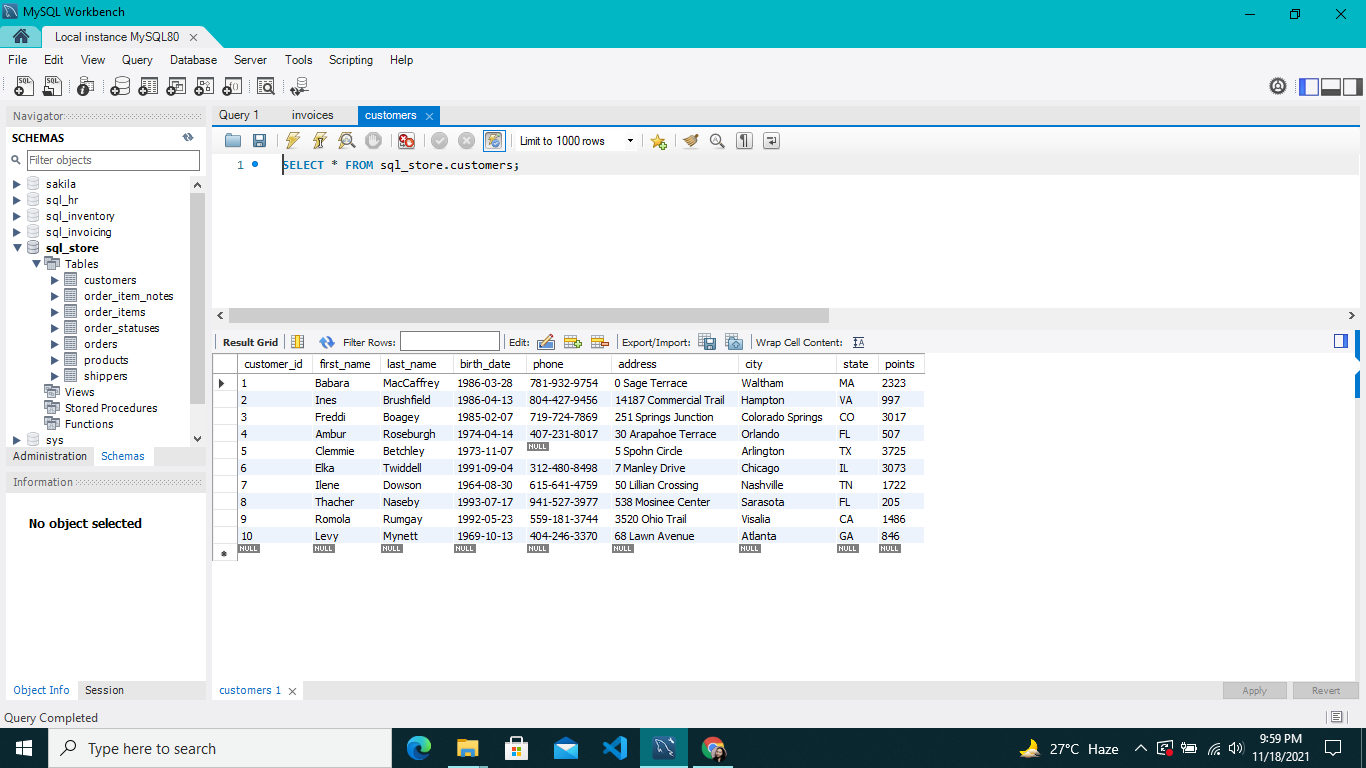 MySQL Workbench
Local instance MySQL80
File Edit View Query Database Server Tools Scripting Help
Navigator
SCHEMAS
Filter objects
sakila
sql_hr
sql_inventory
sql_invoicing
sql_store
Tables
customers
order_item_notes
order_items
order_statuses
orders
products
shippers
Views
Stored Procedures
Functions
sys
Administration Schemas
Information
No object selected
Object Info Session
Query 1 invoices customers
Limit to 1000 rows
1 SELECT * FROM sql_store.customers;
Result Grid Filter Rows: Edit: Export/Import: Wrap Cell Content:
customer_id first_name last_name birth_date phone address city state points
1 Babara MacCaffrey 1986-03-28 781-932-9754 0 Sage Terrace Waltham MA 2323
2 Ines Brushfield 1986-04-13 804-427-9456 14187 Commercial Trail Hampton VA 997
3 Freddi Boagey 1985-02-07 719-724-7869 251 Springs Junction Colorado Springs CO 3017
4 Ambur Roseburgh 1974-04-14 407-231-8017 30 Arapahoe Terrace Orlando FL 507
5 Clemmie Betchley 1973-11-07 NULL 5 Spohn Circle Arlington TX 3725
6 Elka Twiddell 1991-09-04 312-480-8498 7 Manley Drive Chicago IL 3073
7 Ilene Dowson 1964-08-30 615-641-4759 50 Lillian Crossing Nashville TN 1722
8 Thacher Naseby 1993-07-17 941-527-3977 538 Mosinee Center Sarasota FL 205
9 Romola Rumgay 1992-05-23 559-181-3744 3520 Ohio Trail Visalia CA 1486
10 Levy Mynett 1969-10-13 404-246-3370 68 Lawn Avenue Atlanta GA 846
NULL NULL NULL NULL NULL NULL NULL NULL NULL
customers 1 Apply Revert
Query Completed
Type here to search
27°C Haze
9:59 PM
11/18/2021